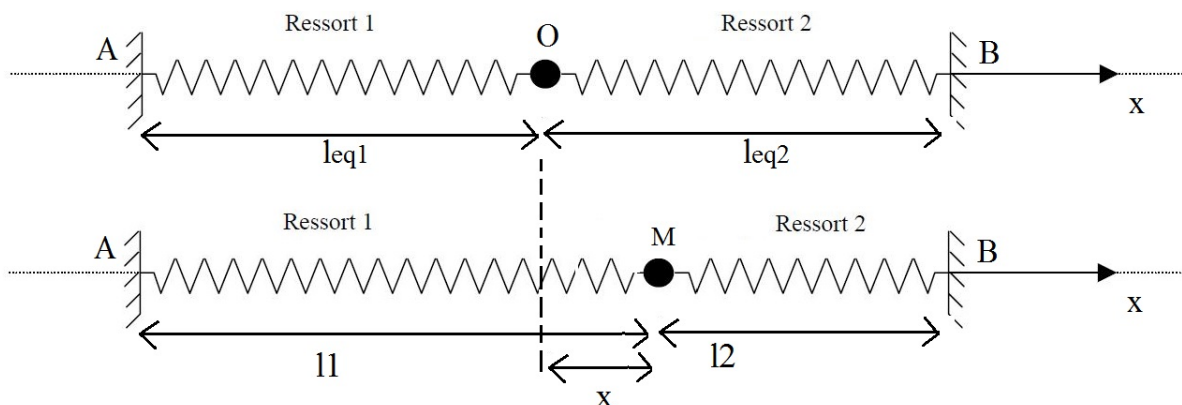 Ressort 1
Ressort 2
A
O
B
x
leq1
leq2
Ressort 1
Ressort 2
A
M
B
x
l1
l2
x